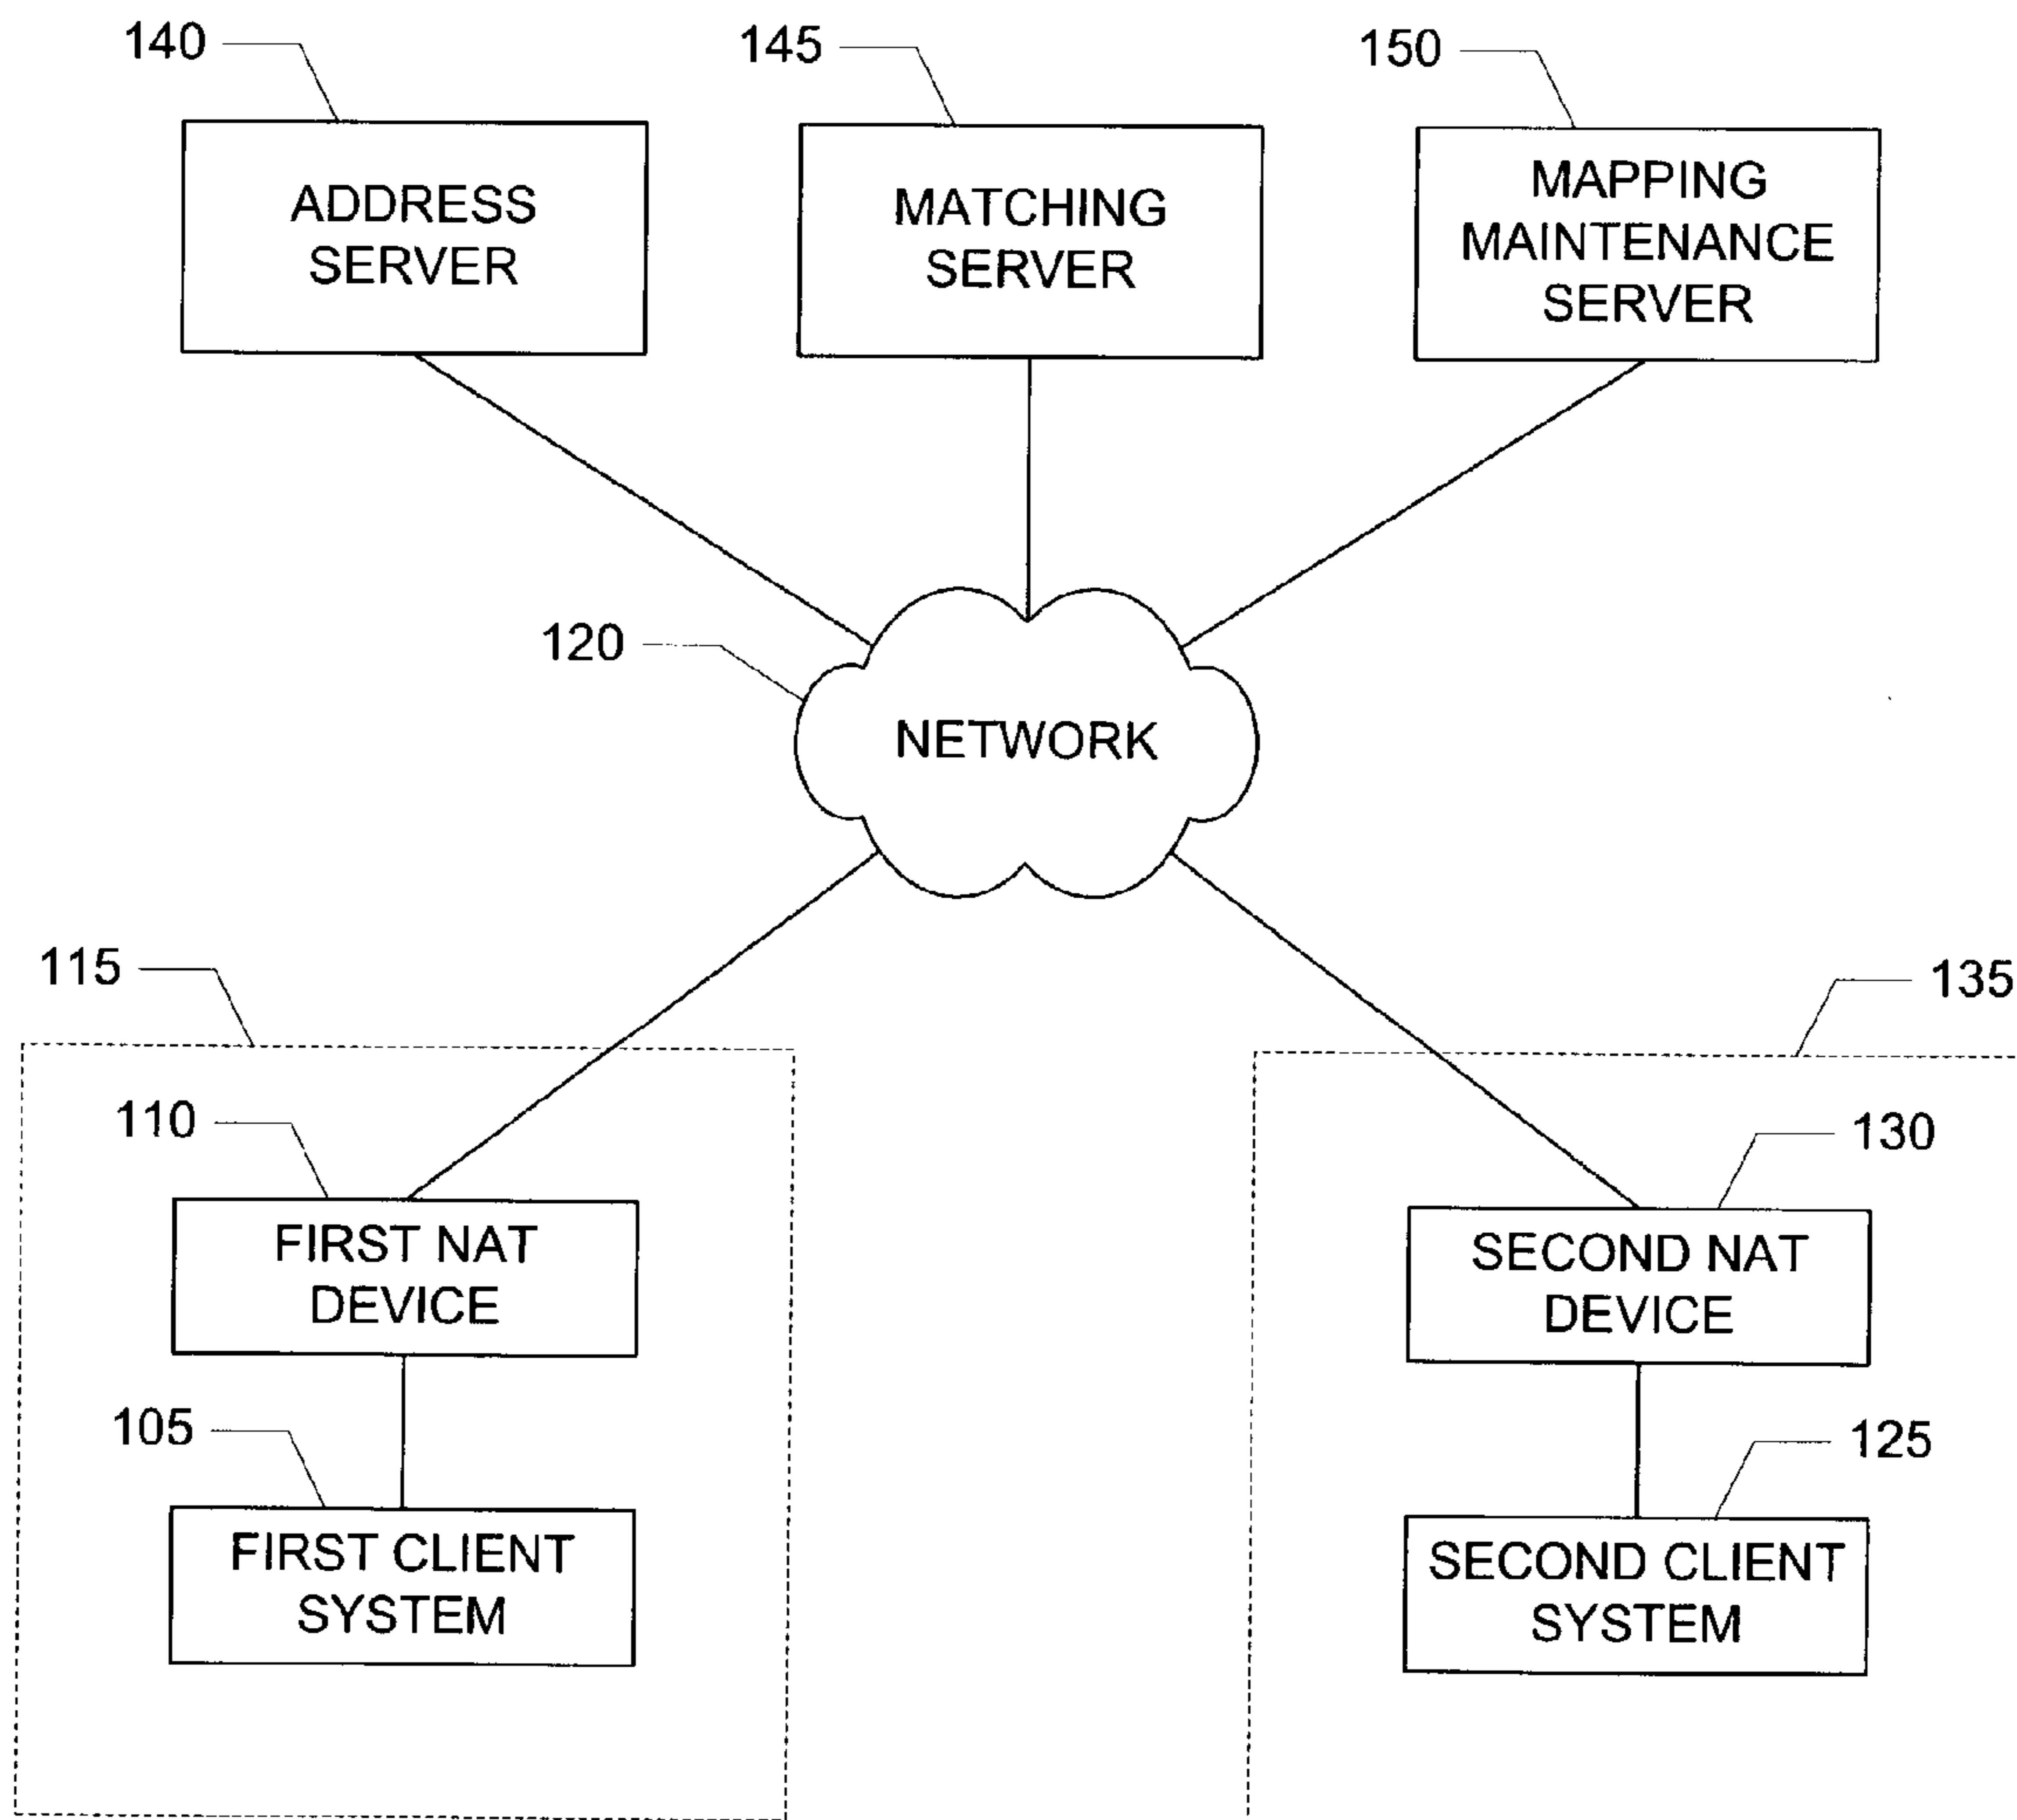 140
145
150
ADDRESS
SERVER
MATCHING
SERVER
MAPPING
MAINTENANCE
SERVER
120
NETWORK
115
135
110
130
FIRST NAT
DEVICE
SECOND NAT
DEVICE
105
125
FIRST CLIENT
SYSTEM
SECOND CLIENT
SYSTEM